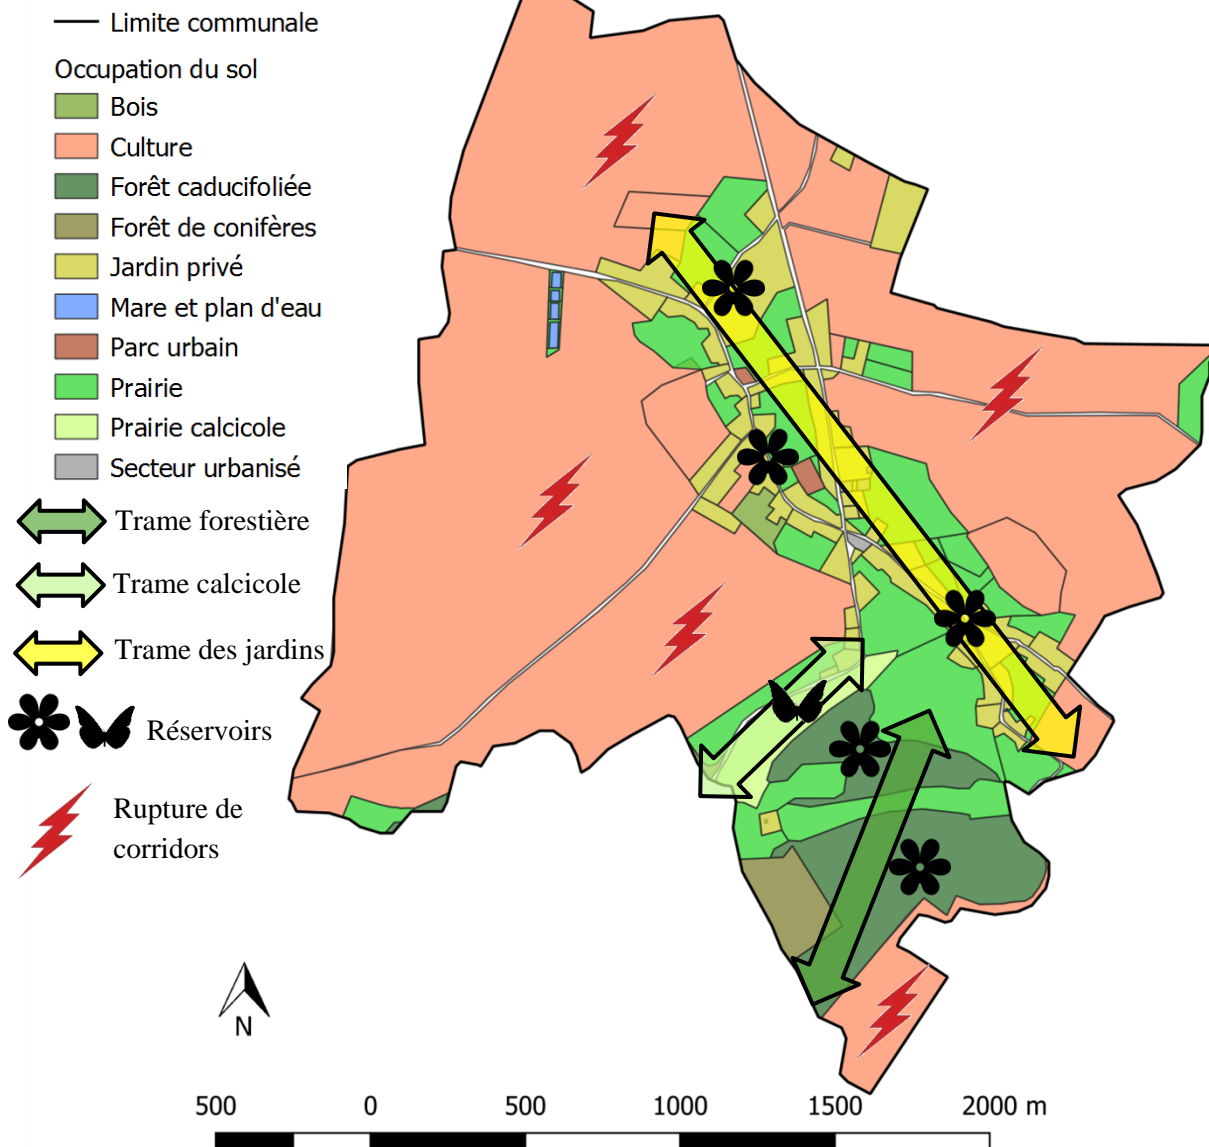 Limite communale
Occupation du sol
Bois
Culture
Forêt caducifoliée
Forêt de conifères
Jardin privé
Mare et plan d'eau
Parc urbain
Prairie
Prairie calcicole
Secteur urbanisé
Trame forestière
Trame calcicole
Trame des jardins
Réservoirs
Rupture de
corridors
N
500 0 500 1000 1500 2000 m